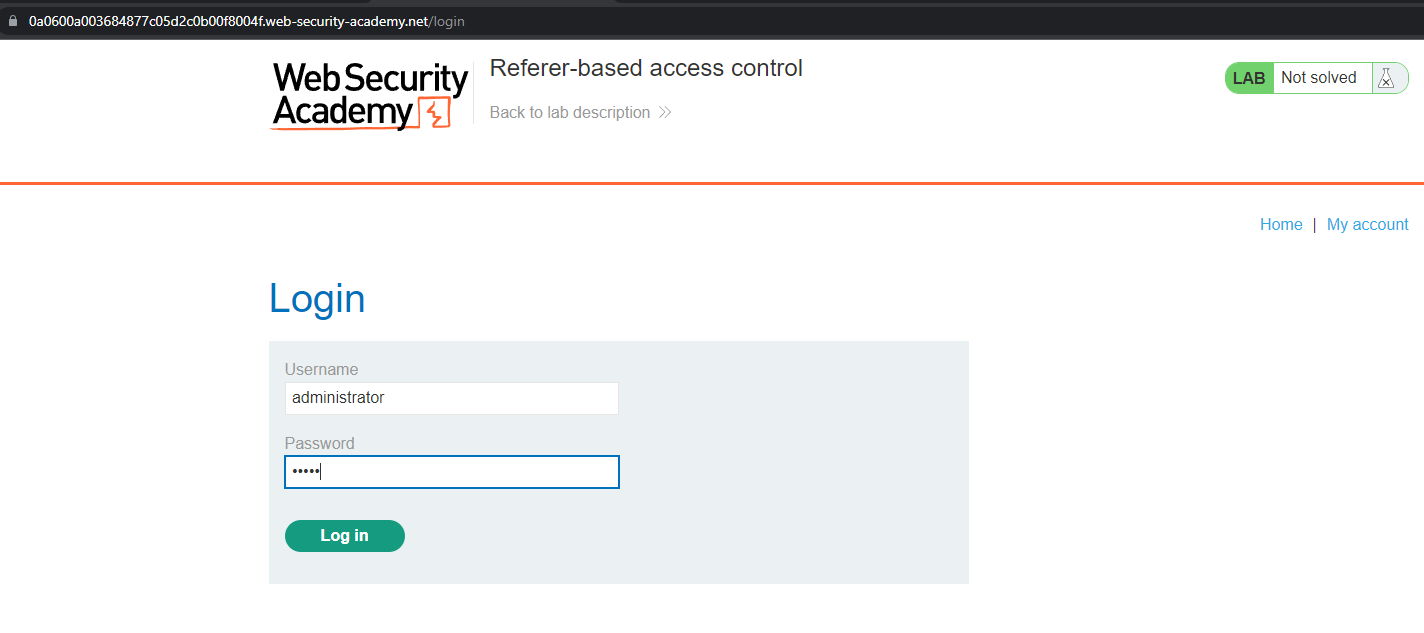 0a0600a003684877c05d2c0b00f8004f.web-security-academy.net/login
Web Security
Academy
Referer-based access control
Back to lab description
LAB Not solved
Home | My account
Login
Username
administrator
Password
•••••
Log in